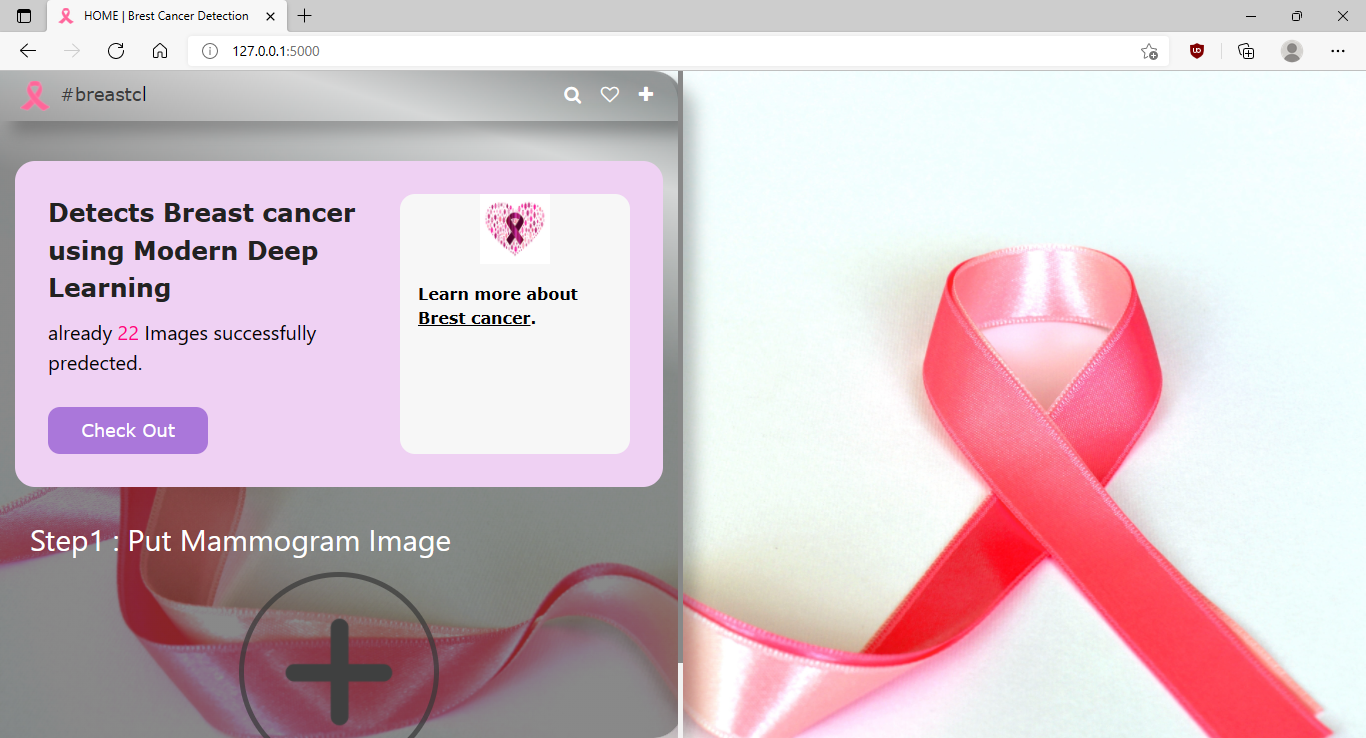 HOME | Brest Cancer Detection
127.0.0.1:5000
#breastcl
Detects Breast cancer
using Modern Deep
Learning
already 22 Images successfully
predected.
Check Out
Learn more about
Brest cancer.
Step1 : Put Mammogram Image